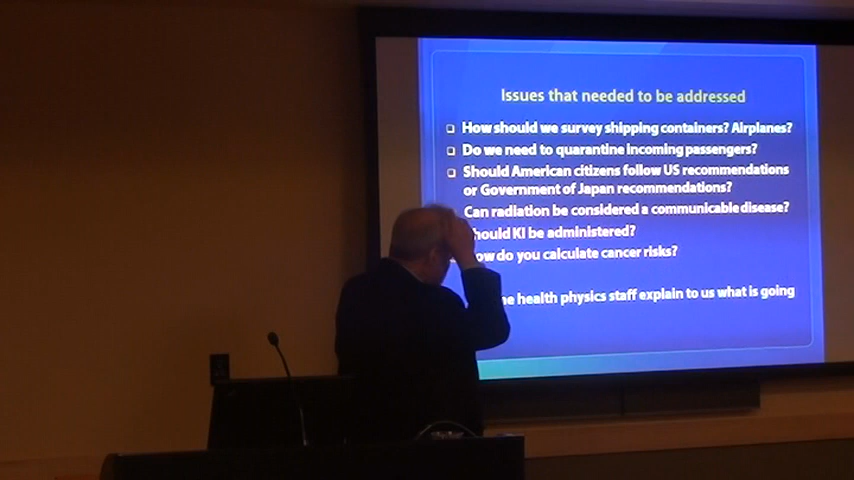 Issues that needed to be addressed
How should we survey shipping containers? Airplanes?
Do we need to quarantine incoming passengers?
Should American citizens follow US recommendations
or Government of Japan recommendations?
Can radiation be considered a communicable disease?
hould KI be administered?
ow do you calculate cancer risks?
he health physics staff explain to us what is going